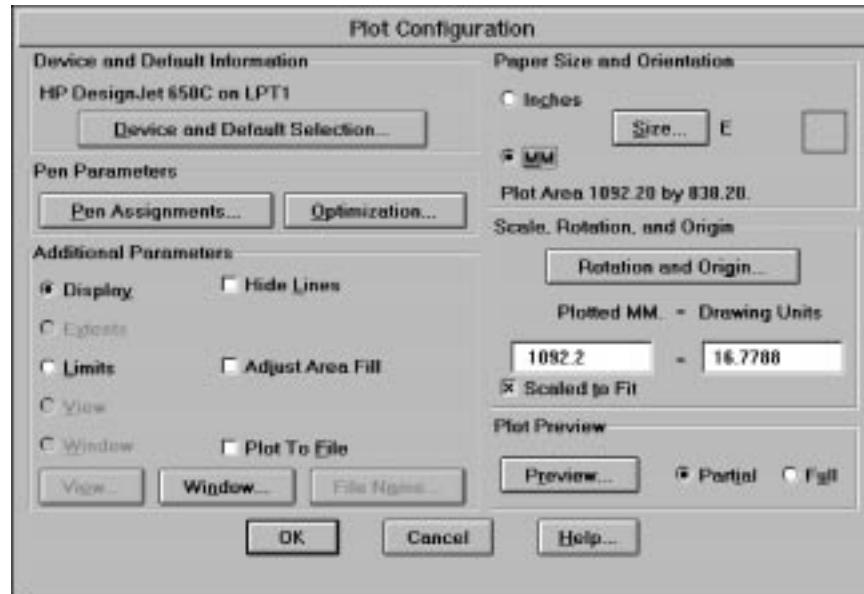 Plot Configuration
Device and Default Information
HP DesignJet 650C on LPT1
Device and Default Selection...
Pen Parameters
Pen Assignments...
Optimization...
Additional Parameters
Display
Hide Lines
Extents
Limits
Adjust Area Fill
View
Window
Plot To File
View...
Window...
File Name...
Paper Size and Orientation
Inches
Size...
E
MM
Plot Area 1092.20 by 838.20.
Scale, Rotation, and Origin
Rotation and Origin...
Plotted MM. = Drawing Units
1092.2 = 16.7788
Scaled to Fit
Plot Preview
Preview...
Partial
Full
OK
Cancel
Help...